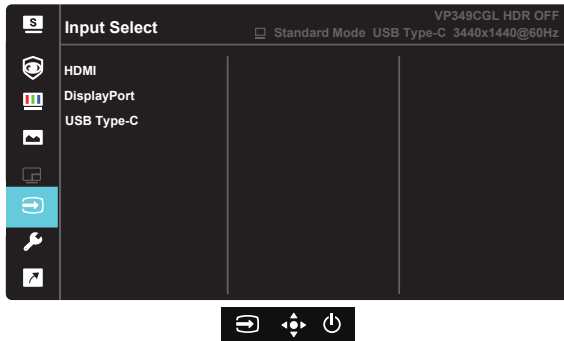 S
VP349CGL HDR OFF
Input Select
Standard Mode USB Type-C 3440x1440@60Hz
HDMI
DisplayPort
USB Type-C